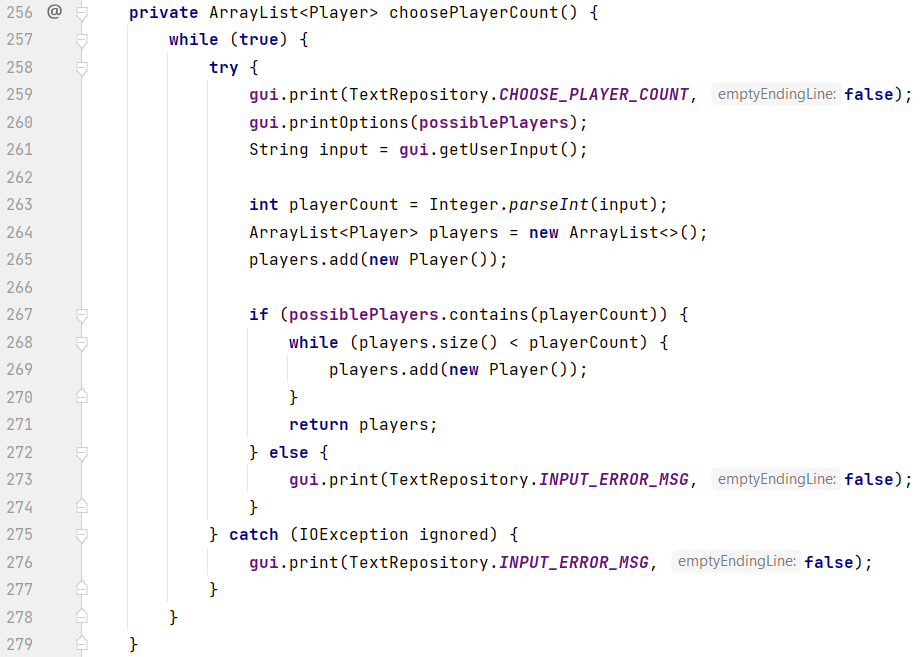 256 @ private ArrayList<Player> choosePlayerCount() {
257 while (true) {
258 try {
259 gui.print(TextRepository.CHOOSE_PLAYER_COUNT, emptyEndingLine: false);
260 gui.printOptions(possiblePlayers);
261 String input = gui.getUserInput();
262
263 int playerCount = Integer.parseInt(input);
264 ArrayList<Player> players = new ArrayList<>();
265 players.add(new Player());
266
267 if (possiblePlayers.contains(playerCount)) {
268 while (players.size() < playerCount) {
269 players.add(new Player());
270 }
271 return players;
272 } else {
273 gui.print(TextRepository.INPUT_ERROR_MSG, emptyEndingLine: false);
274 }
275 } catch (IOException ignored) {
276 gui.print(TextRepository.INPUT_ERROR_MSG, emptyEndingLine: false);
277 }
278 }
279 }